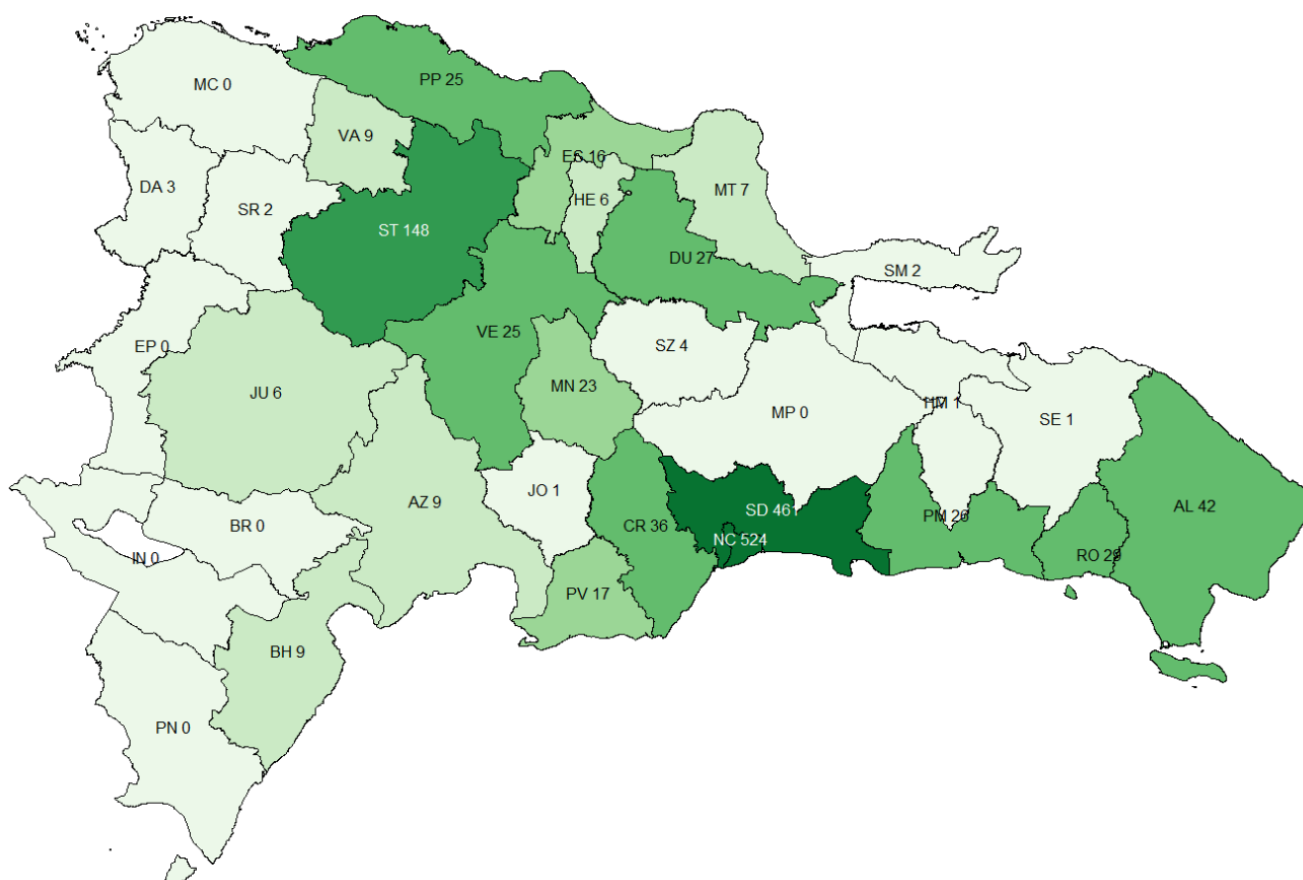 PP 25
MC 0
VA 9
ES 16
DA 3
MT 7
HE 6
SR 2
ST 148
DU 27
SM 2
VE 25
EP 0
SZ 4
MN 23
JU 6
HM 1
MP 0
SE 1
JO 1
AZ 9
AL 42
SD 461
PM 26
CR 36
BR 0
NC 524
IN 0
RO 29
PV 17
BH 9
PN 0